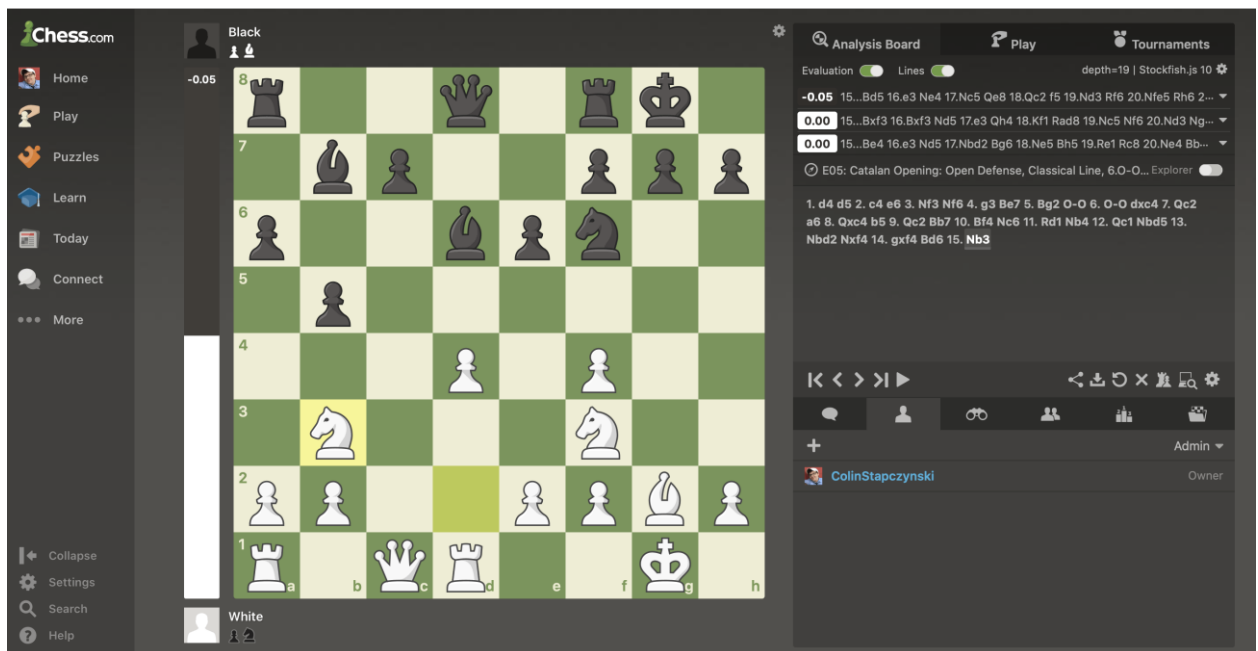 Chess.com
Home
Play
Puzzles
Learn
Today
Connect
More
Collapse
Settings
Search
Help
Black
-0.05
8
7
6
5
4
3
2
1
a b c d e f g h
White
Analysis Board
Play
Tournaments
Evaluation Lines depth=19 | Stockfish.js 10
-0.05 15...Bd5 16.e3 Ne4 17.Nc5 Qe8 18.Qc2 f5 19.Nd3 Rf6 20.Nfe5 Rh6 2...
0.00 15...Bxf3 16.Bxf3 Nd5 17.e3 Qh4 18.Kf1 Rad8 19.Nc5 Nf6 20.Nd3 Ng...
0.00 15...Be4 16.e3 Nd5 17.Nbd2 Bg6 18.Ne5 Bh5 19.Re1 Rc8 20.Ne4 Bb...
E05: Catalan Opening: Open Defense, Classical Line, 6.O-O... Explorer
1. d4 d5 2. c4 e6 3. Nf3 Nf6 4. g3 Be7 5. Bg2 O-O 6. O-O dxc4 7. Qc2
a6 8. Qxc4 b5 9. Qc2 Bb7 10. Bf4 Nc6 11. Rd1 Nb4 12. Qc1 Nbd5 13.
Nbd2 Nxf4 14. gxf4 Bd6 15. Nb3
Admin
ColinStapczynski Owner